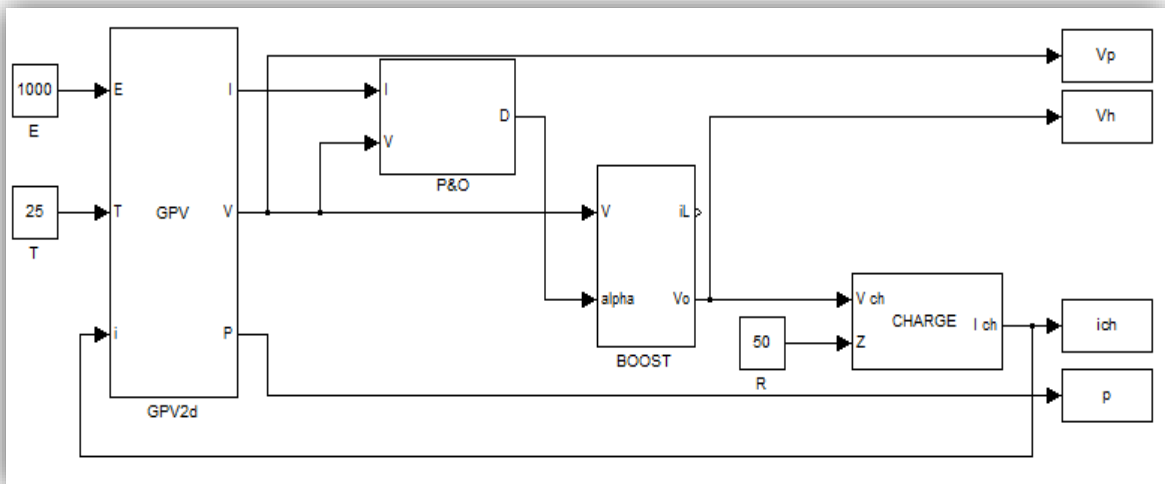 1000
E
25
T
E
T
i
GPV
I
V
P
GPV2d
I
V
D
P&O
V
alpha
iL
Vo
BOOST
50
R
V ch
Z
CHARGE
I ch
Vp
Vh
ich
p